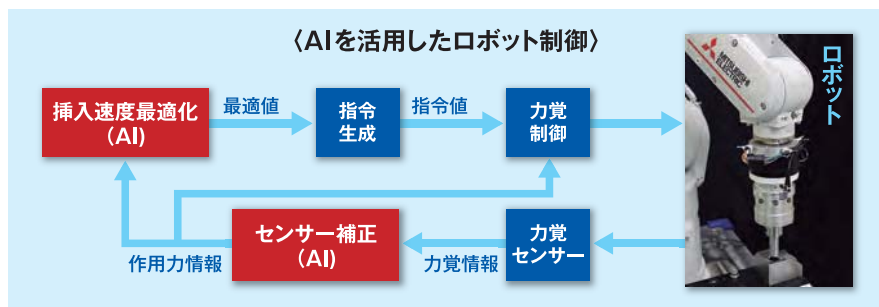 〈AIを活用したロボット制御〉
挿入速度最適化
(AI)
最適値
指令
生成
指令値
力覚
制御
ロボット
MITSUBISHI
ELECTRIC
作用力情報
センサー補正
(AI)
力覚情報
力覚
センサー